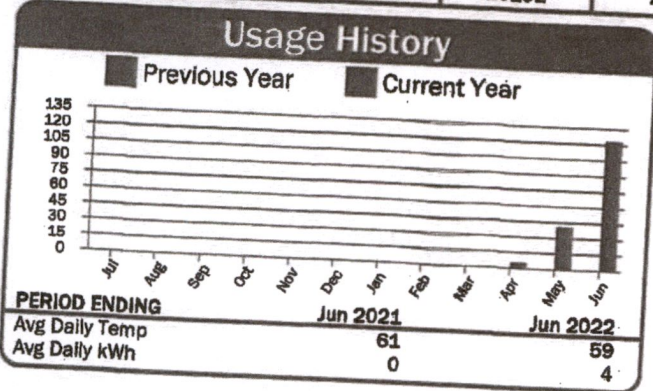 Usage History
Previous Year Current Year
135
120
105
90
75
60
45
30
15
0
Jul Aug Sep Oct Nov Dec Jan Feb Mar Apr May Jun
PERIOD ENDING Jun 2021 Jun 2022
Avg Daily Temp 61 59
Avg Daily kWh 0 4